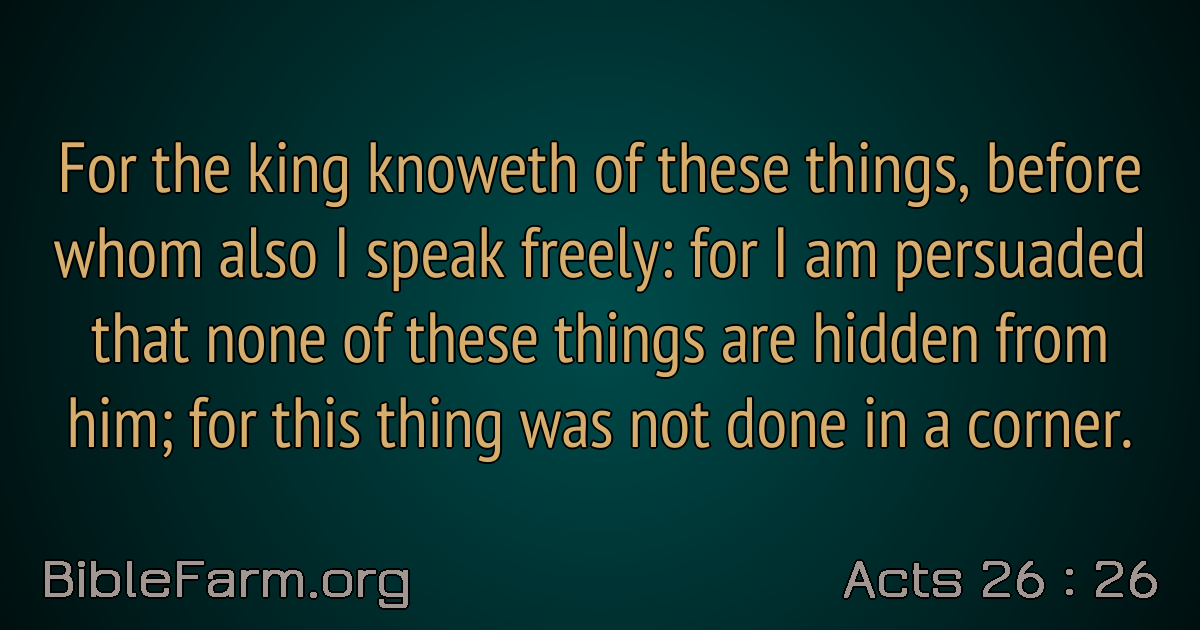 For the king knoweth of these things, before
whom also I speak freely: for I am persuaded
that none of these things are hidden from
him; for this thing was not done in a corner.
BibleFarm.org
Acts 26 : 26